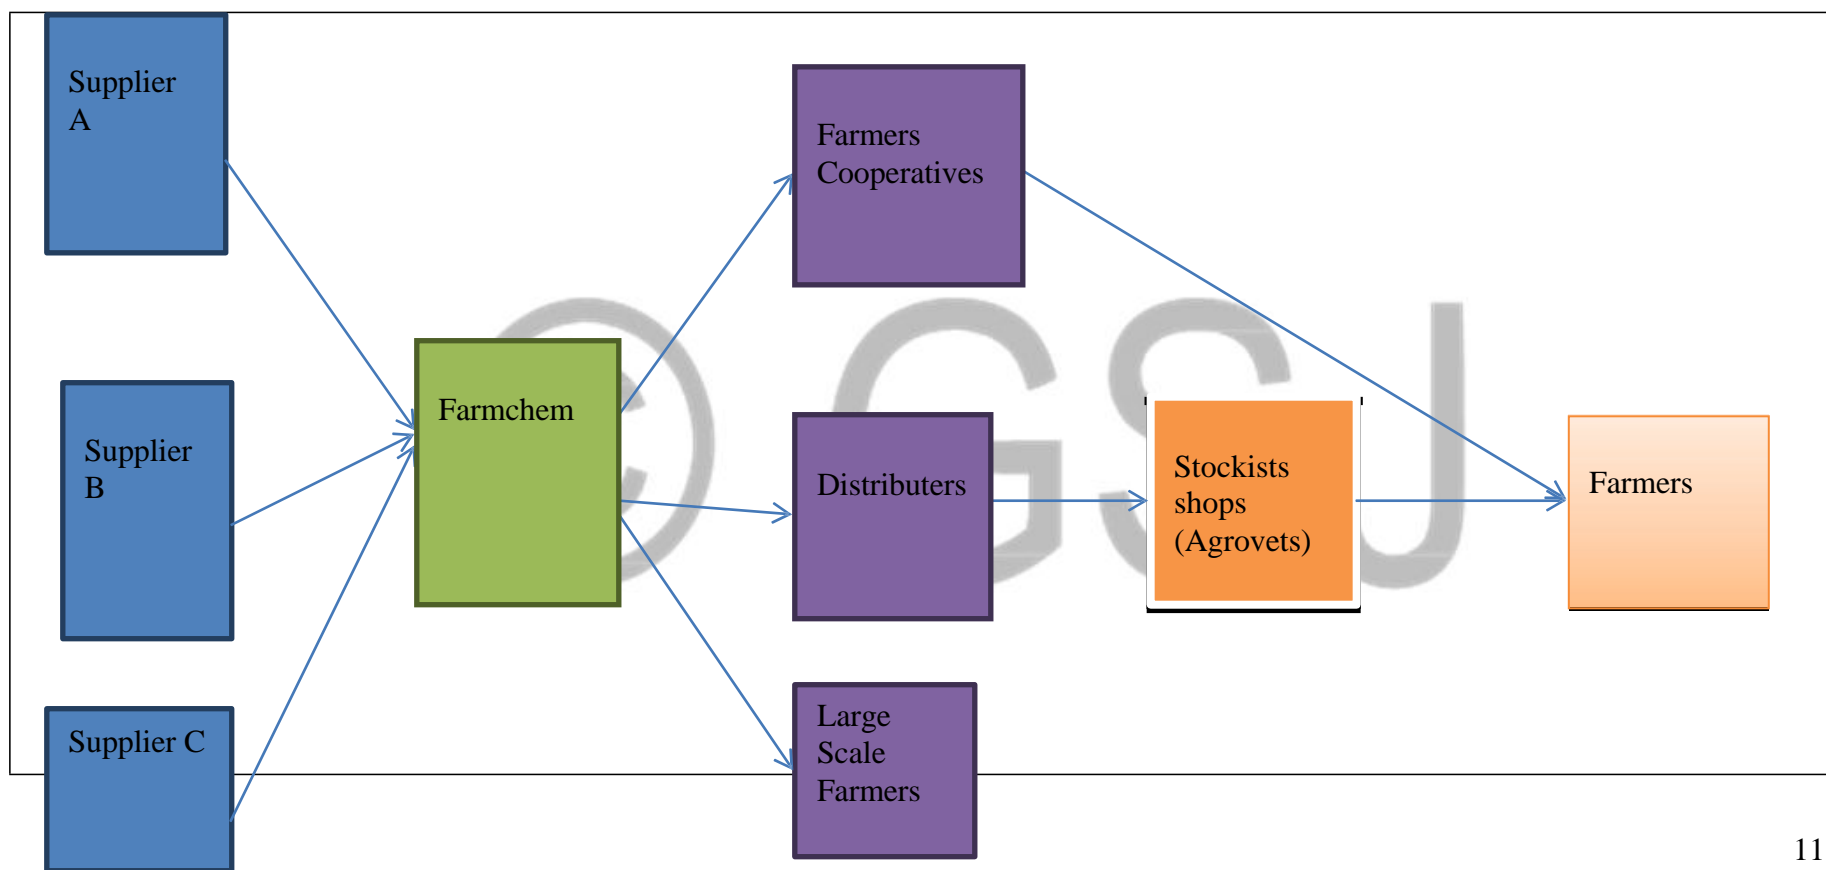 Supplier
A
Supplier
B
Supplier C
Farmchem
Farmers
Cooperatives
Distributers
Large
Scale
Farmers
Stockists
shops
(Agrovets)
Farmers
© GSJ
11